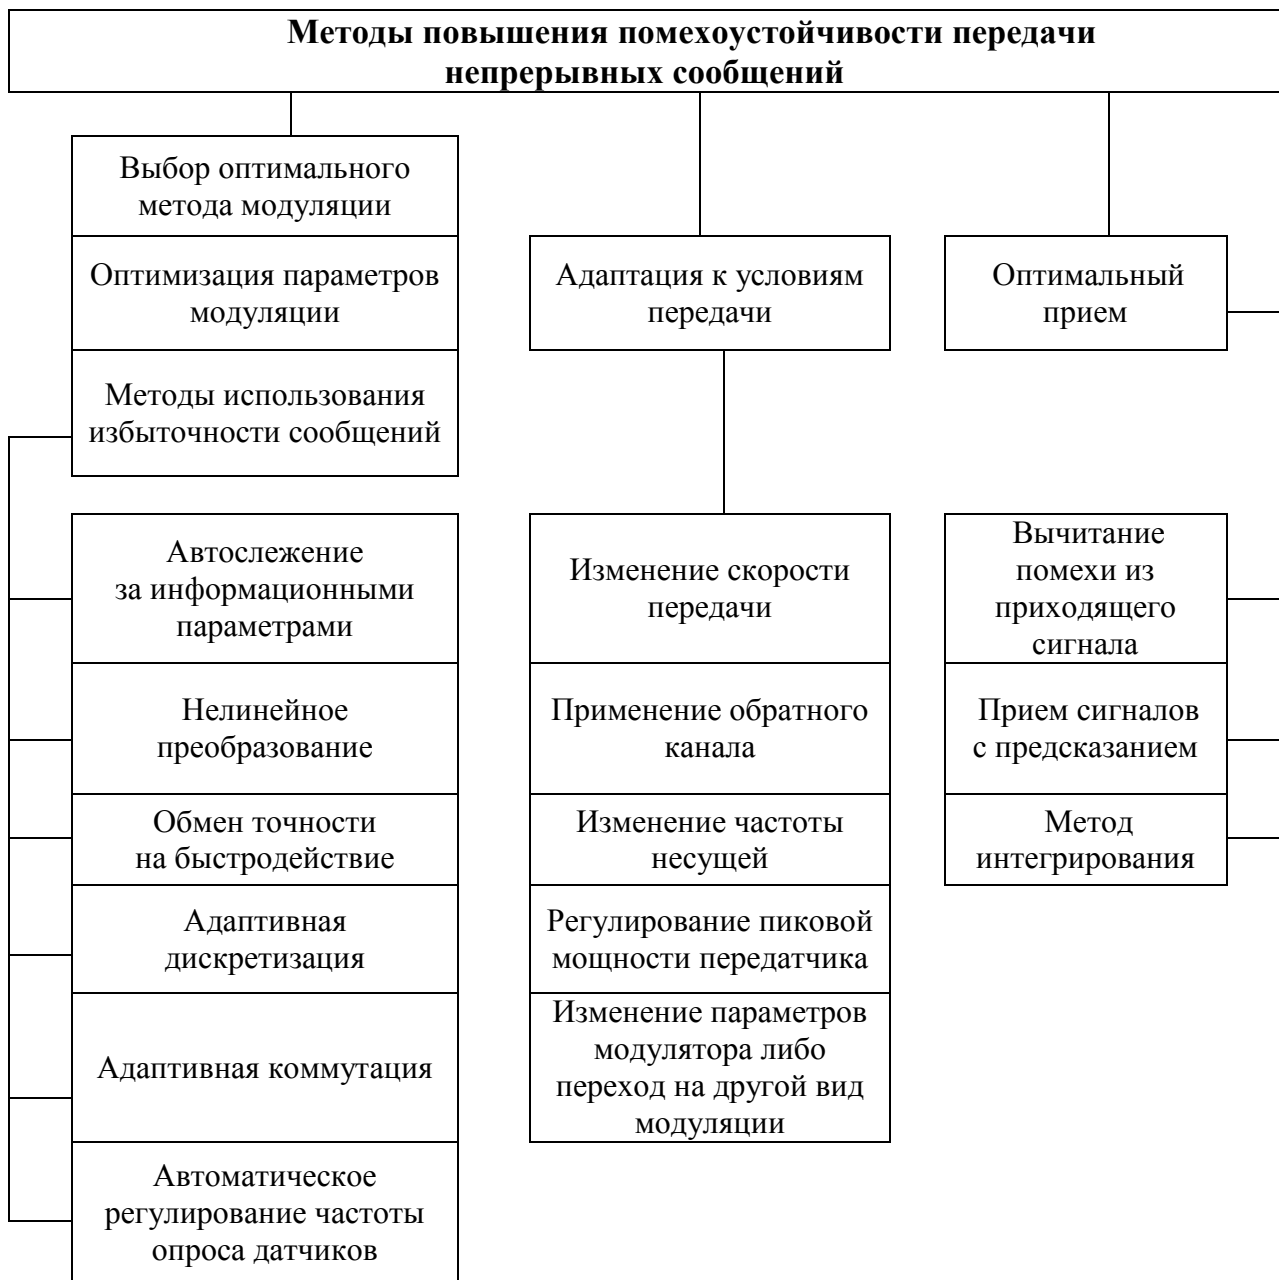 Методы повышения помехоустойчивости передачи
непрерывных сообщений
Выбор оптимального
метода модуляции
Оптимизация параметров
модуляции
Методы использования
избыточности сообщений
Адаптация к условиям
передачи
Оптимальный
прием
Автослежение
за информационными
параметрами
Нелинейное
преобразование
Обмен точности
на быстродействие
Адаптивная
дискретизация
Адаптивная коммутация
Автоматическое
регулирование частоты
опроса датчиков
Изменение скорости
передачи
Применение обратного
канала
Изменение частоты
несущей
Регулирование пиковой
мощности передатчика
Изменение параметров
модулятора либо
переход на другой вид
модуляции
Вычитание
помехи из
приходящего
сигнала
Прием сигналов
с предсказанием
Метод
интегрирования